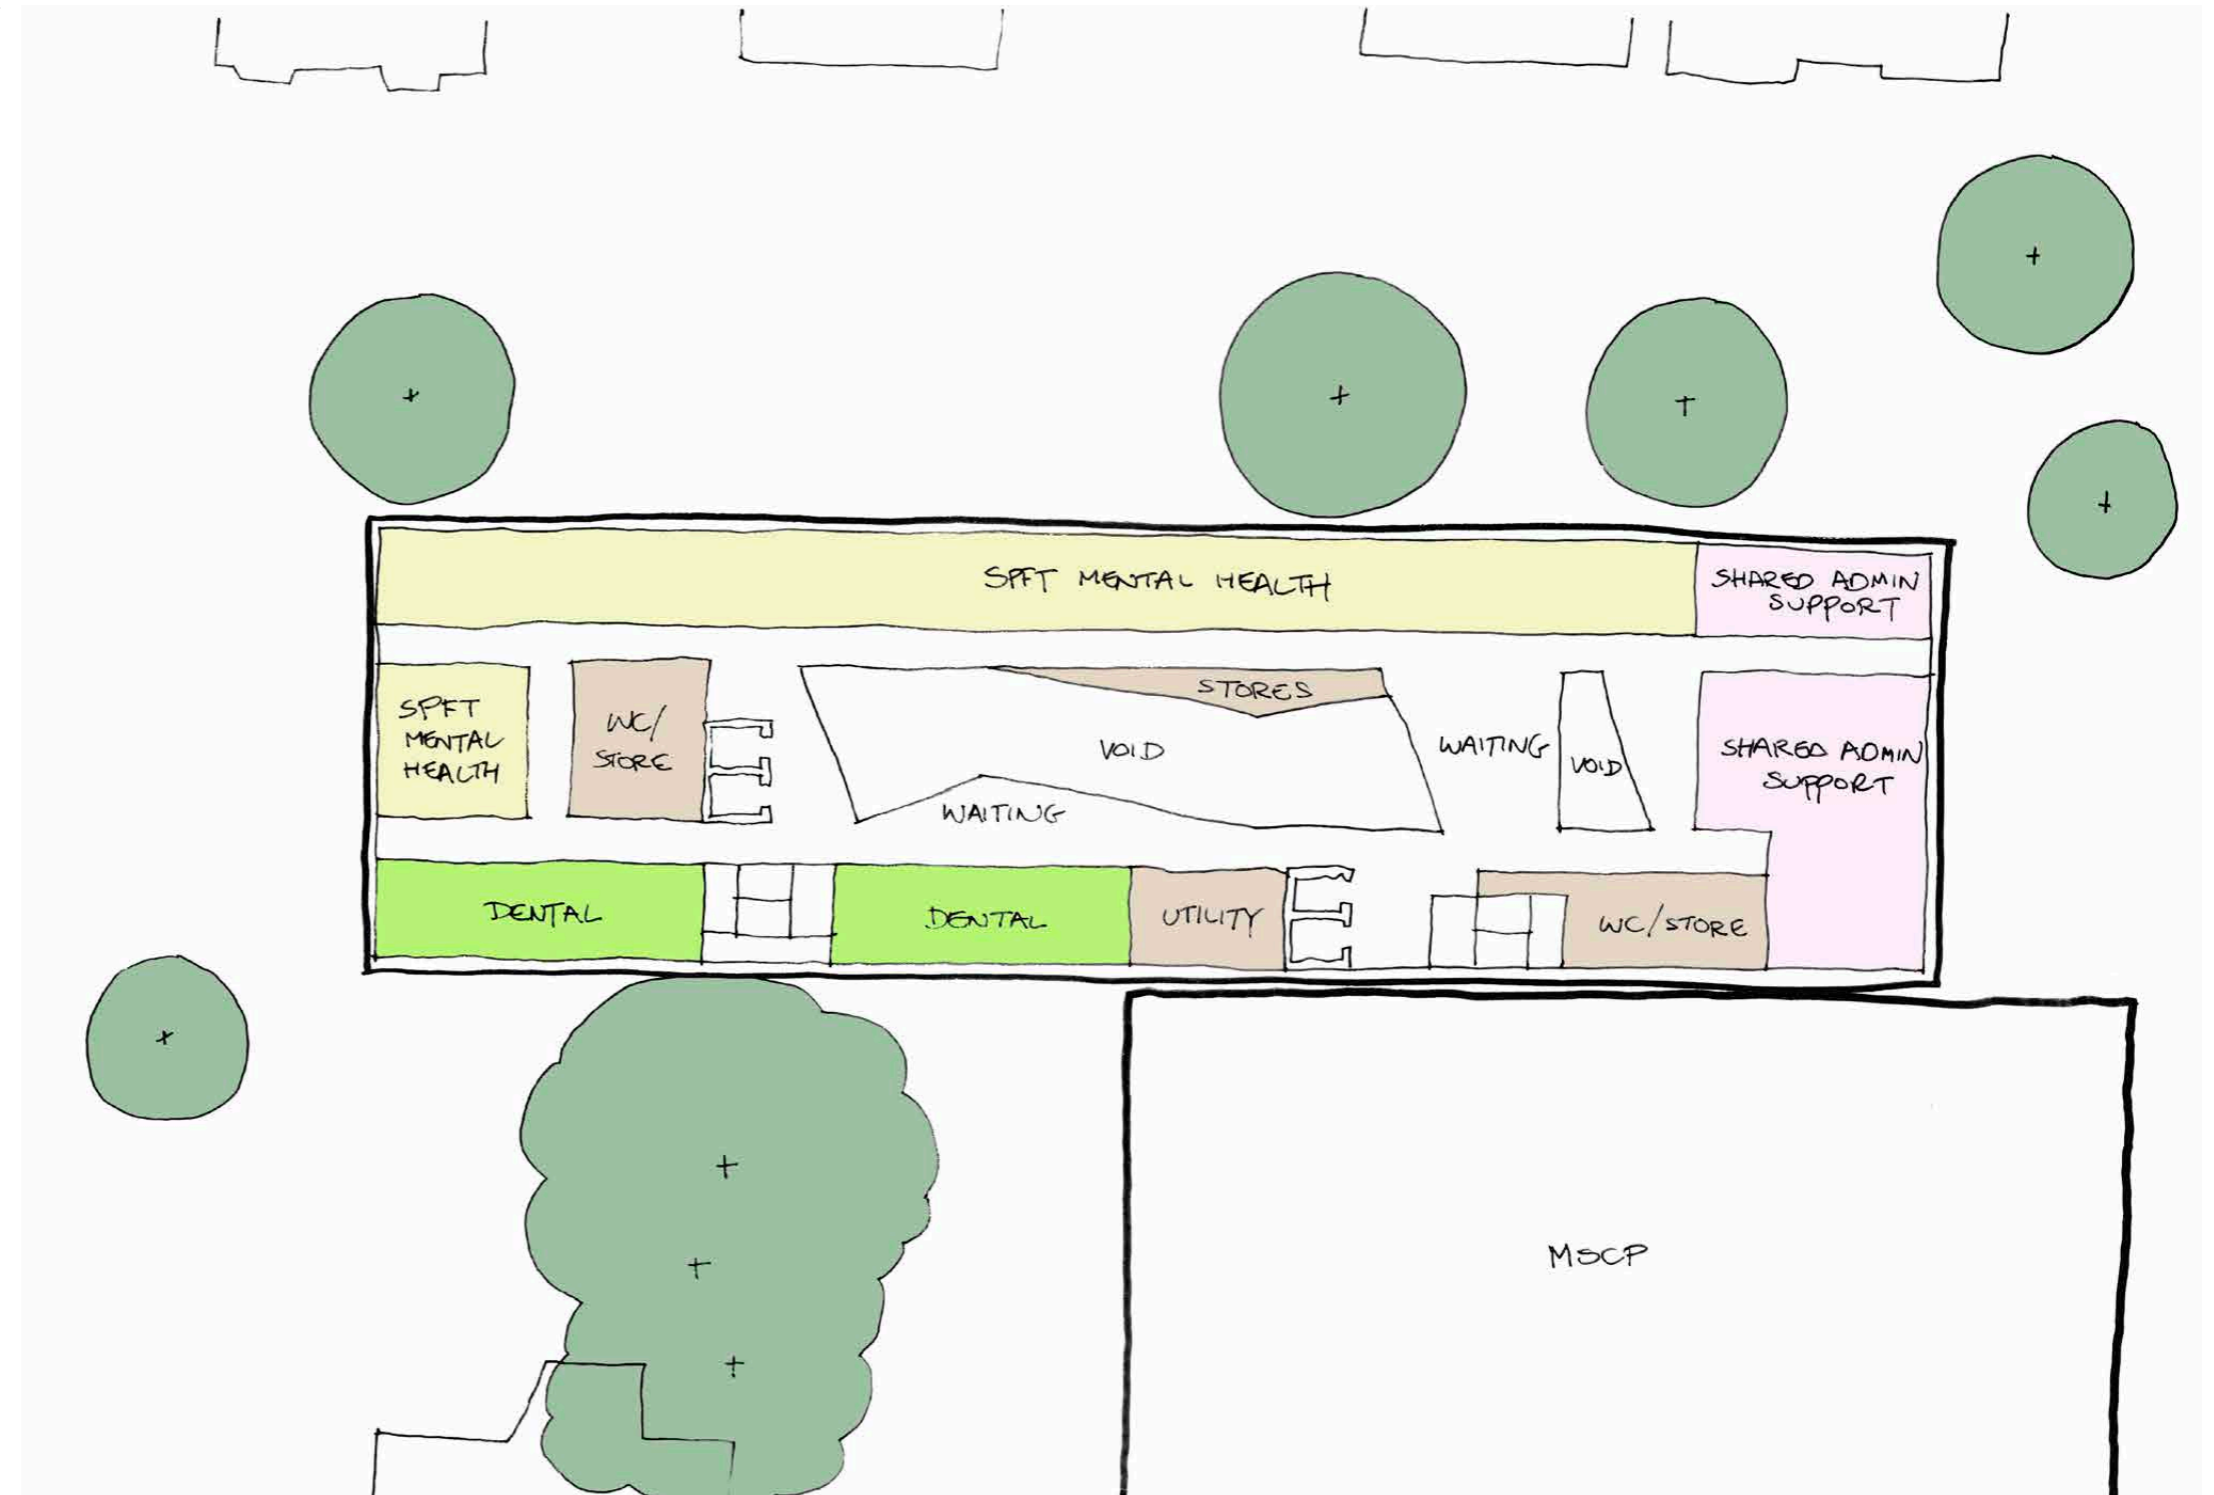 SPFT MENTAL HEALTH
SHARED ADMIN
SUPPORT
SPFT
MENTAL
HEALTH
WC/
STORE
STORES
VOID
WAITING
WAITING
VOID
SHARED ADMIN
SUPPORT
DENTAL
DENTAL
UTILITY
WC/STORE
MSCP